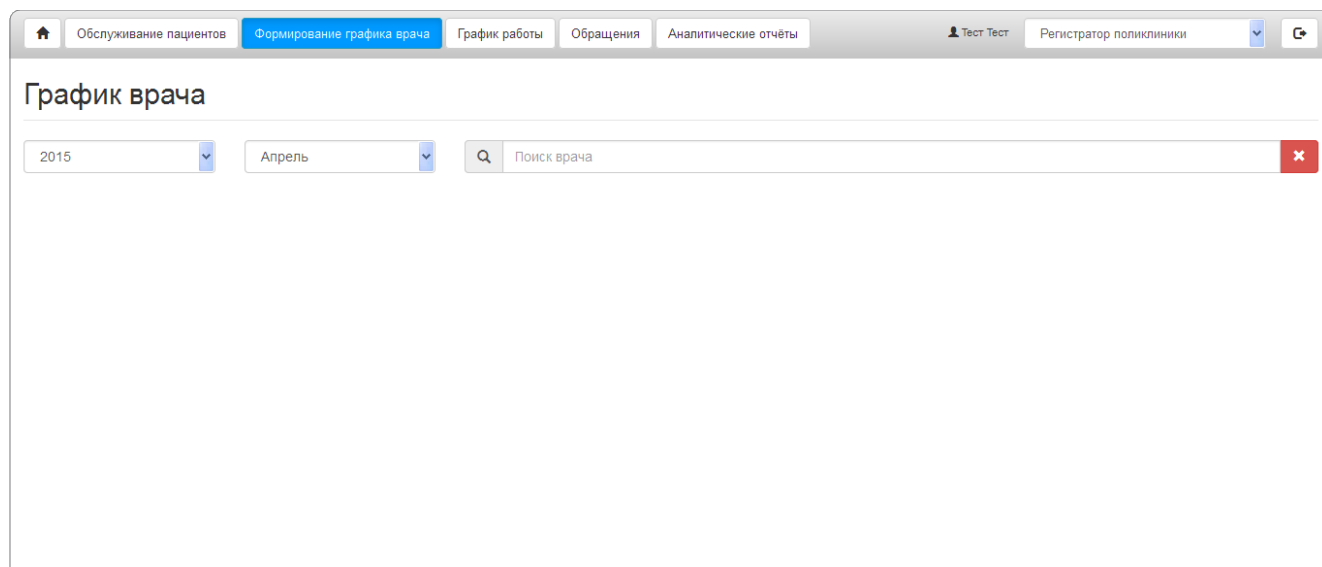 Обслуживание пациентов Формирование графика врача График работы Обращения Аналитические отчёты Тест Тест Регистратор поликлиники
График врача
2015 Апрель Поиск врача